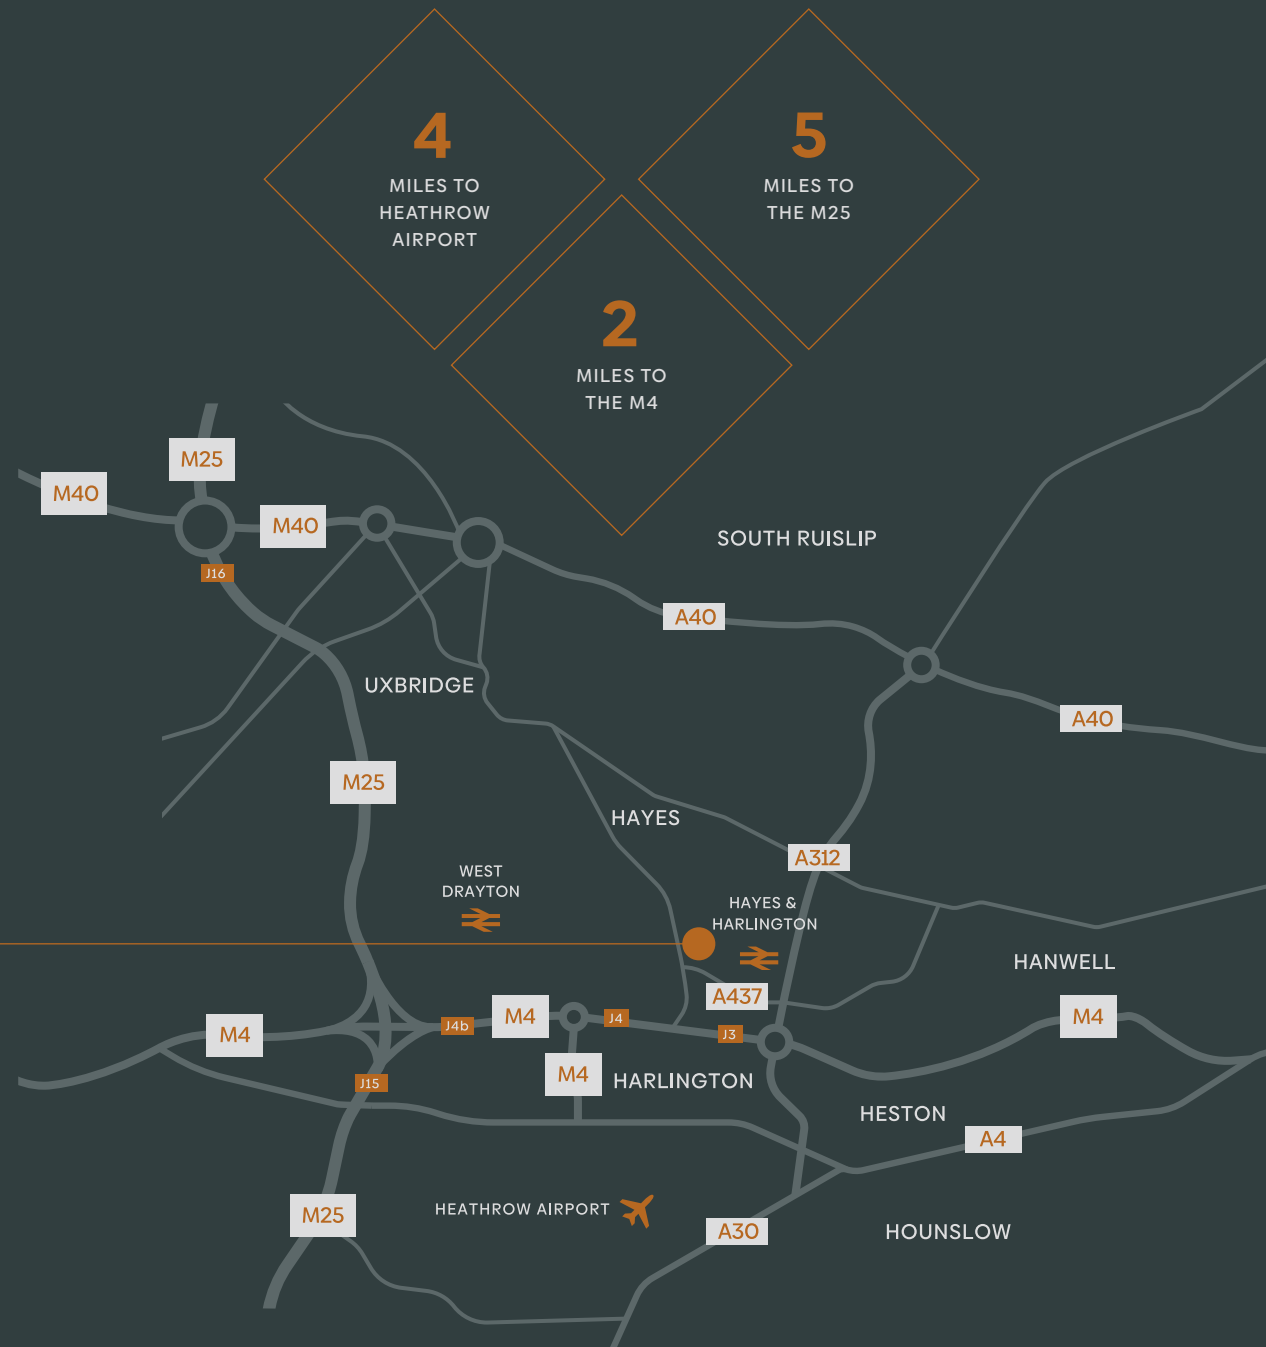 4
MILES TO
HEATHROW
AIRPORT
5
MILES TO
THE M25
2
MILES TO
THE M4
M25
M40
M40
J16
SOUTH RUISLIP
A40
UXBRIDGE
A40
M25
HAYES
A312
WEST
DRAYTON
HAYES &
HARLINGTON
HANWELL
A437
M4
J4b
M4
J4
J3
M4
M4
HARLINGTON
J15
HESTON
A4
M25
HEATHROW AIRPORT
A30
HOUNSLOW